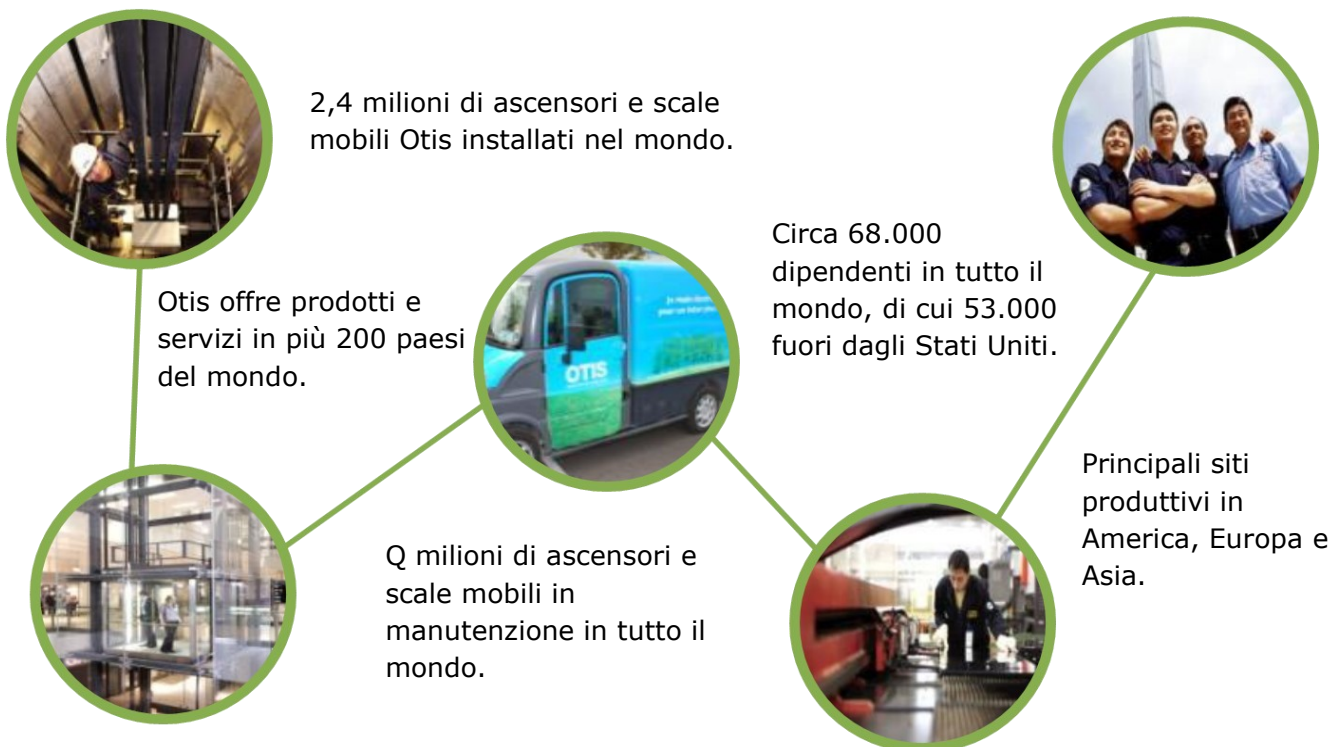 2,4 milioni di ascensori e scale
mobili Otis installati nel mondo.
Otis offre prodotti e
servizi in più 200 paesi
del mondo.
OTIS
Circa 68.000
dipendenti in tutto il
mondo, di cui 53.000
fuori dagli Stati Uniti.
Q milioni di ascensori e
scale mobili in
manutenzione in tutto il
mondo.
Principali siti
produttivi in
America, Europa e
Asia.